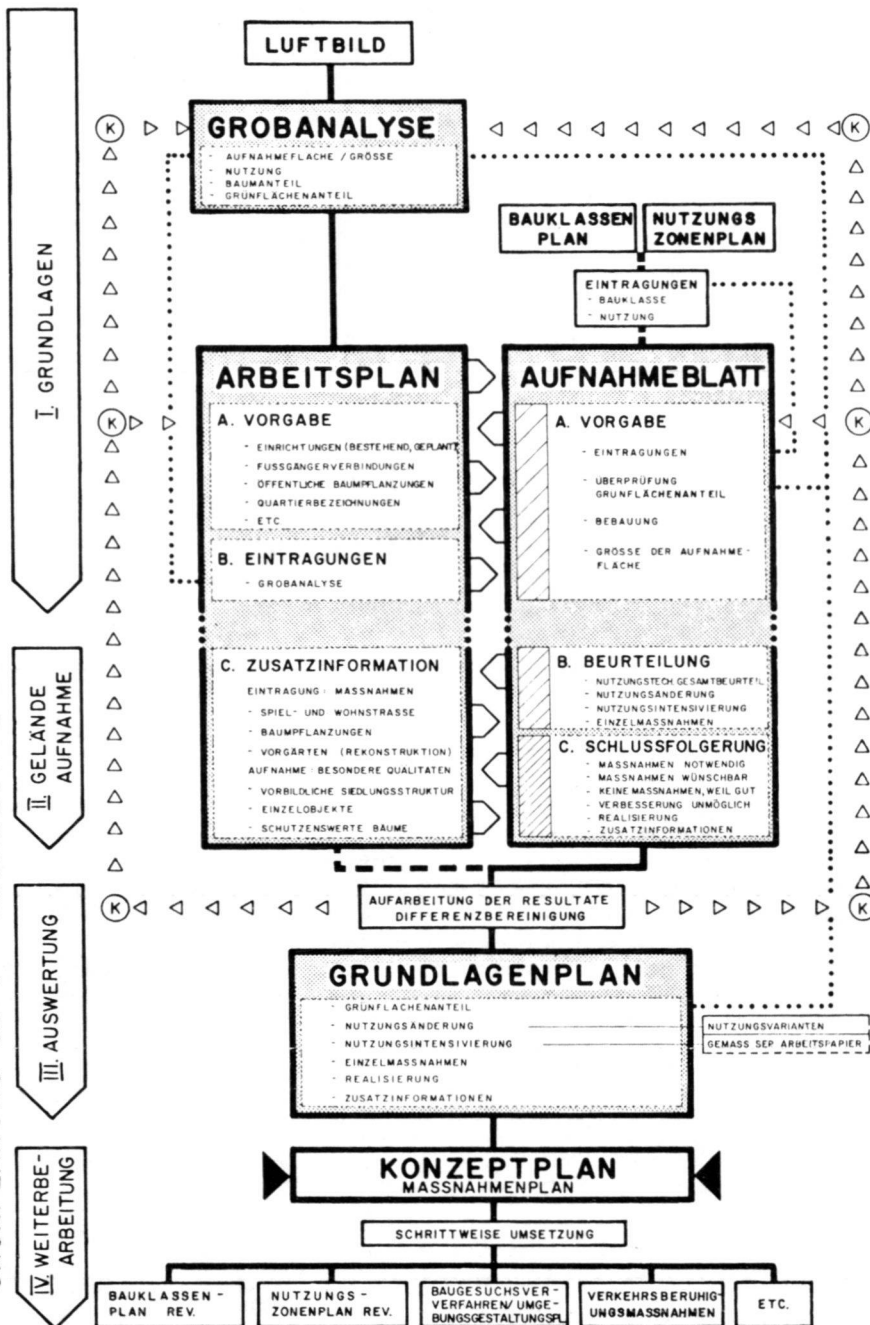 LUFTBILD
K
K
GROBANALYSE
- AUFNAHMEFLÄCHE / GRÖSSE
- NUTZUNG
- BAUMANTEIL
- GRÜNFLÄCHENANTEIL
I. GRUNDLAGEN
BAUKLASSEN
PLAN
NUTZUNGS
ZONENPLAN
EINTRAGUNGEN
- BAUKLASSE
- NUTZUNG
ARBEITSPLAN
K
A. VORGABE
- EINRICHTUNGEN (BESTEHEND, GEPLANT)
- FUSSGÄNGERVERBINDUNGEN
- ÖFFENTLICHE BAUMPFLANZUNGEN
- QUARTIERBEZEICHNUNGEN
- ETC
B. EINTRAGUNGEN
- GROBANALYSE
AUFNAHMEBLATT
K
A. VORGABE
- EINTRAGUNGEN
- ÜBERPRÜFUNG
GRÜNFLÄCHENANTEIL
- BEBAUUNG
- GRÖSSE DER AUFNAHME-
FLÄCHE
II. GELÄNDE
AUFNAHME
C. ZUSATZINFORMATION
EINTRAGUNG: MASSNAHMEN
- SPIEL- UND WOHNSTRASSE
- BAUMPFLANZUNGEN
- VORGÄRTEN (REKONSTRUKTION)
AUFNAHME: BESONDERE QUALITÄTEN
- VORBILDLICHE SIEDLUNGSSTRUKTUR
- EINZELOBJEKTE
- SCHÜTZENSWERTE BÄUME
B. BEURTEILUNG
- NUTZUNGSTECH. GESAMTBEURTEIL
- NUTZUNGSÄNDERUNG
- NUTZUNGSINTENSIVIERUNG
- EINZELMASSNAHMEN
C. SCHLUSSFOLGERUNG
- MASSNAHMEN NOTWENDIG
- MASSNAHMEN WÜNSCHBAR
- KEINE MASSNAHMEN, WEIL GUT
- VERBESSERUNG UNMÖGLICH
- REALISIERUNG
- ZUSATZINFORMATIONEN
III. AUSWERTUNG
K
AUFARBEITUNG DER RESULTATE
DIFFERENZBEREINIGUNG
K
GRUNDLAGENPLAN
- GRÜNFLÄCHENANTEIL
- NUTZUNGSÄNDERUNG
- NUTZUNGSINTENSIVIERUNG
- EINZELMASSNAHMEN
- REALISIERUNG
- ZUSATZINFORMATIONEN
NUTZUNGSVARIANTEN
GEMÄSS SEP. ARBEITSPAPIER
IV. WEITERBE-
ARBEITUNG
KONZEPTPLAN
MASSNAHMENPLAN
SCHRITTWEISE UMSETZUNG
BAUKLASSEN-
PLAN REV.
NUTZUNGS-
ZONENPLAN REV.
BAUGESUCHSVER-
VERFAHREN/UMGE-
BUNGSGESTALTUNGSPL.
VERKEHRSBERUHIG-
UNGSMASSNAHMEN
ETC.